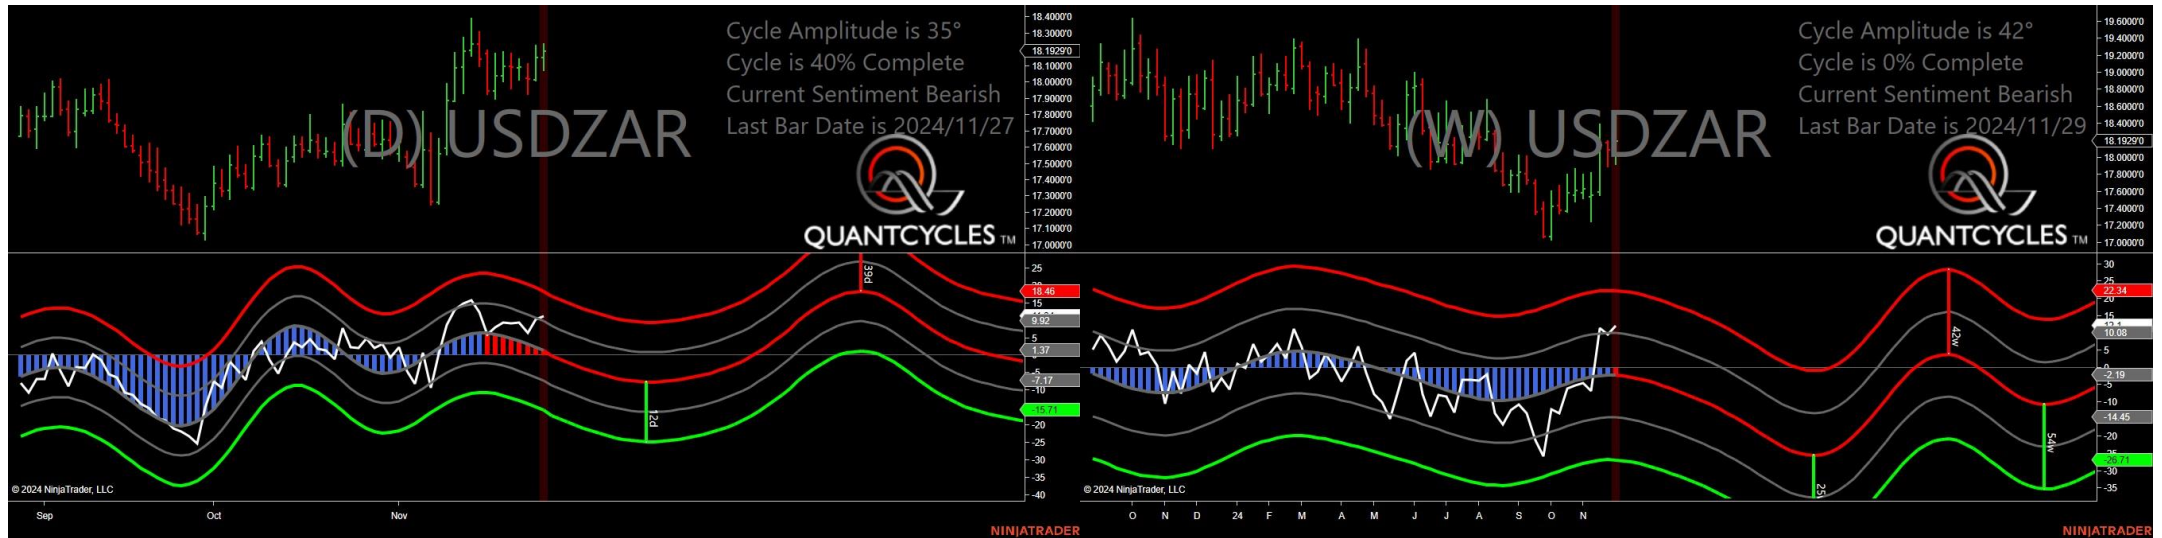 Cycle Amplitude is 35°
Cycle is 40% Complete
Current Sentiment Bearish
Last Bar Date is 2024/11/27
(D) USDZAR
QUANTCYCLES TM
18.4000'0
18.3000'0
18.1929'0
18.1000'0
18.0000'0
17.9000'0
17.8000'0
17.7000'0
17.6000'0
17.5000'0
17.4000'0
17.3000'0
17.2000'0
17.1000'0
17.0000'0
39d
12d
25
18.46
15
9.92
5
1.37
-5
-7.17
-10
-15.71
-20
-25
-30
-35
-40
© 2024 NinjaTrader, LLC
Sep Oct Nov
NINJATRADER
Cycle Amplitude is 42°
Cycle is 0% Complete
Current Sentiment Bearish
Last Bar Date is 2024/11/29
(W) USDZAR
QUANTCYCLES TM
19.6000'0
19.4000'0
19.2000'0
19.0000'0
18.8000'0
18.6000'0
18.4000'0
18.1929'0
18.0000'0
17.8000'0
17.6000'0
17.4000'0
17.2000'0
17.0000'0
42w
54w
30
25
22.34
20
15
10.08
5
-2.19
-5
-10
-14.45
-20
-26.71
-30
-35
© 2024 NinjaTrader, LLC
O N D 24 F M A M J J A S O N
NINJATRADER